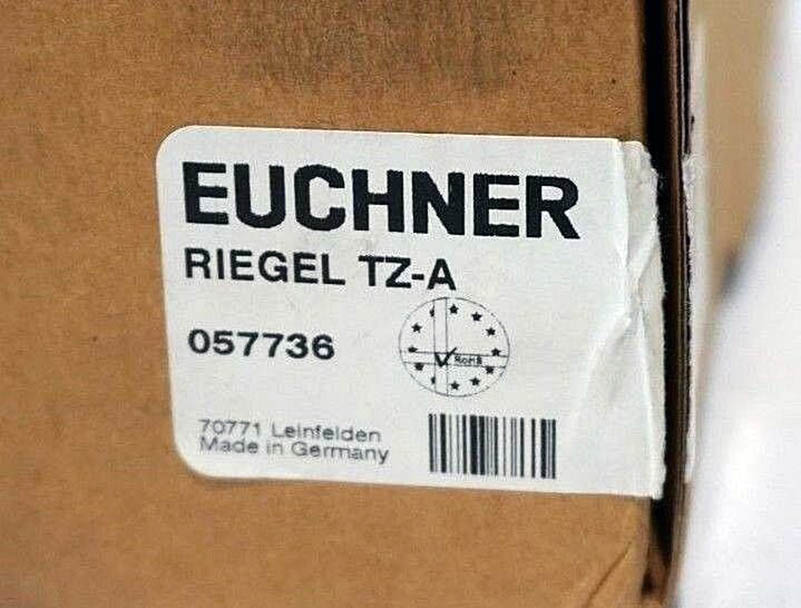 EUCHNER
RIEGEL TZ-A
057736
RoHS
70771 Leinfelden
Made in Germany